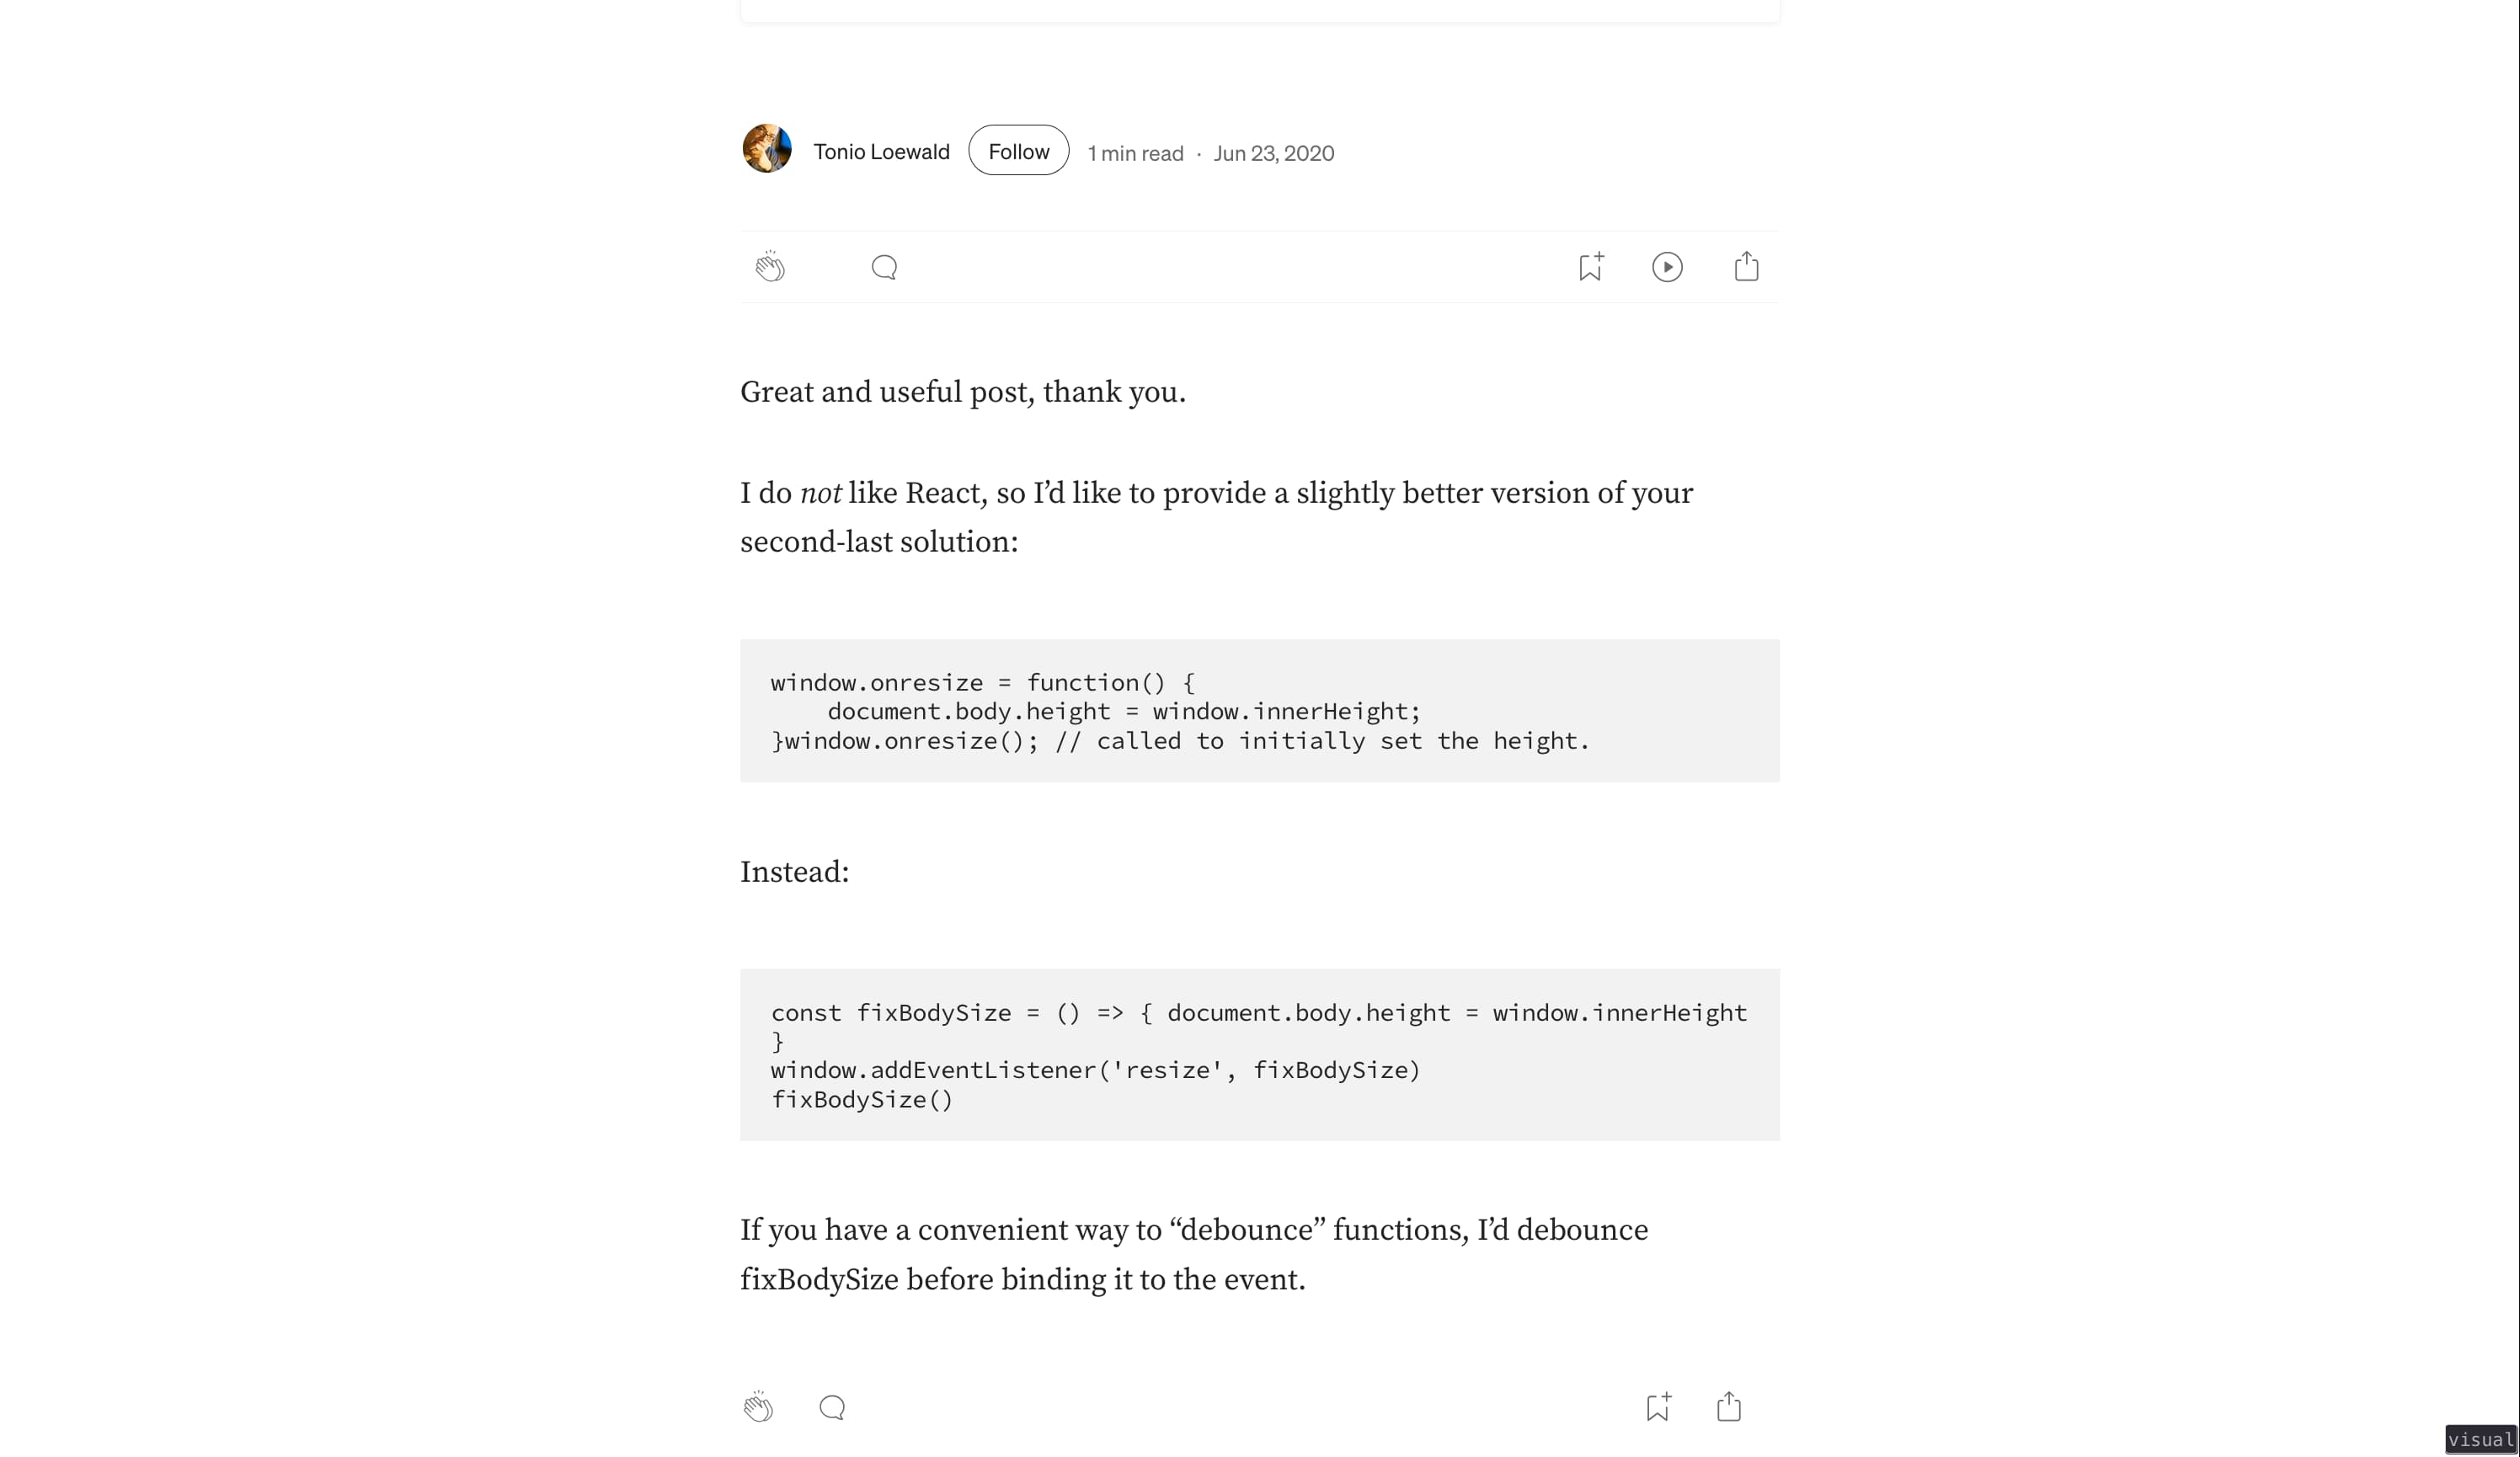 Tonio Loewald Follow 1 min read · Jun 23, 2020
Great and useful post, thank you.
I do not like React, so I’d like to provide a slightly better version of your
second-last solution:
window.onresize = function() {
    document.body.height = window.innerHeight;
}window.onresize(); // called to initially set the height.
Instead:
const fixBodySize = () => { document.body.height = window.innerHeight
}
window.addEventListener('resize', fixBodySize)
fixBodySize()
If you have a convenient way to “debounce” functions, I’d debounce
fixBodySize before binding it to the event.
visual